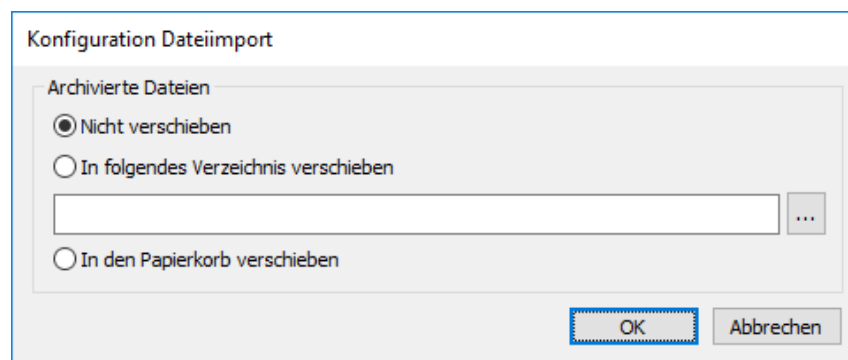 Konfiguration Dateiimport
Archivierte Dateien
Nicht verschieben
In folgendes Verzeichnis verschieben
...
In den Papierkorb verschieben
OK Abbrechen